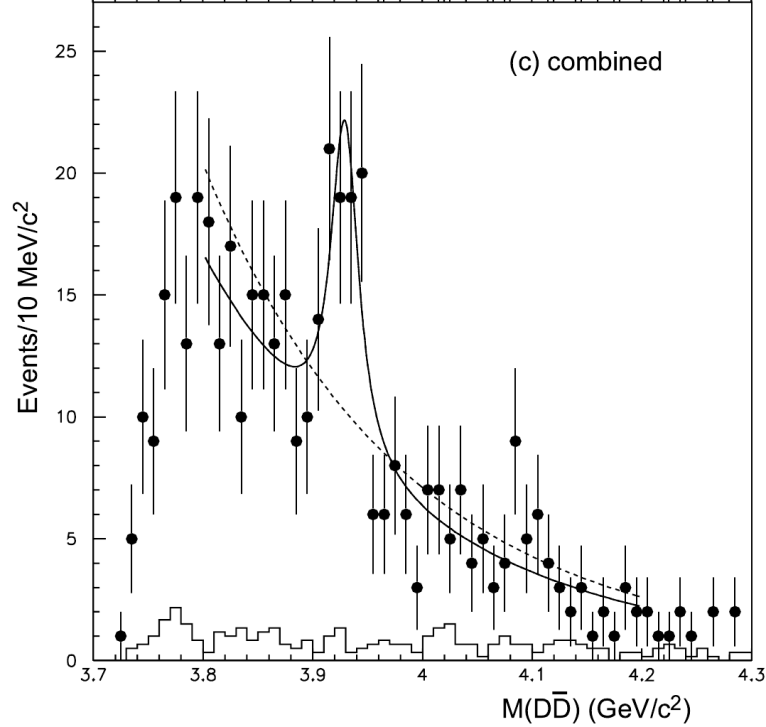 (c) combined
Events/10 MeV/c²
25
20
15
10
5
0
3.7 3.8 3.9 4 4.1 4.2 4.3
M(DD̅) (GeV/c²)